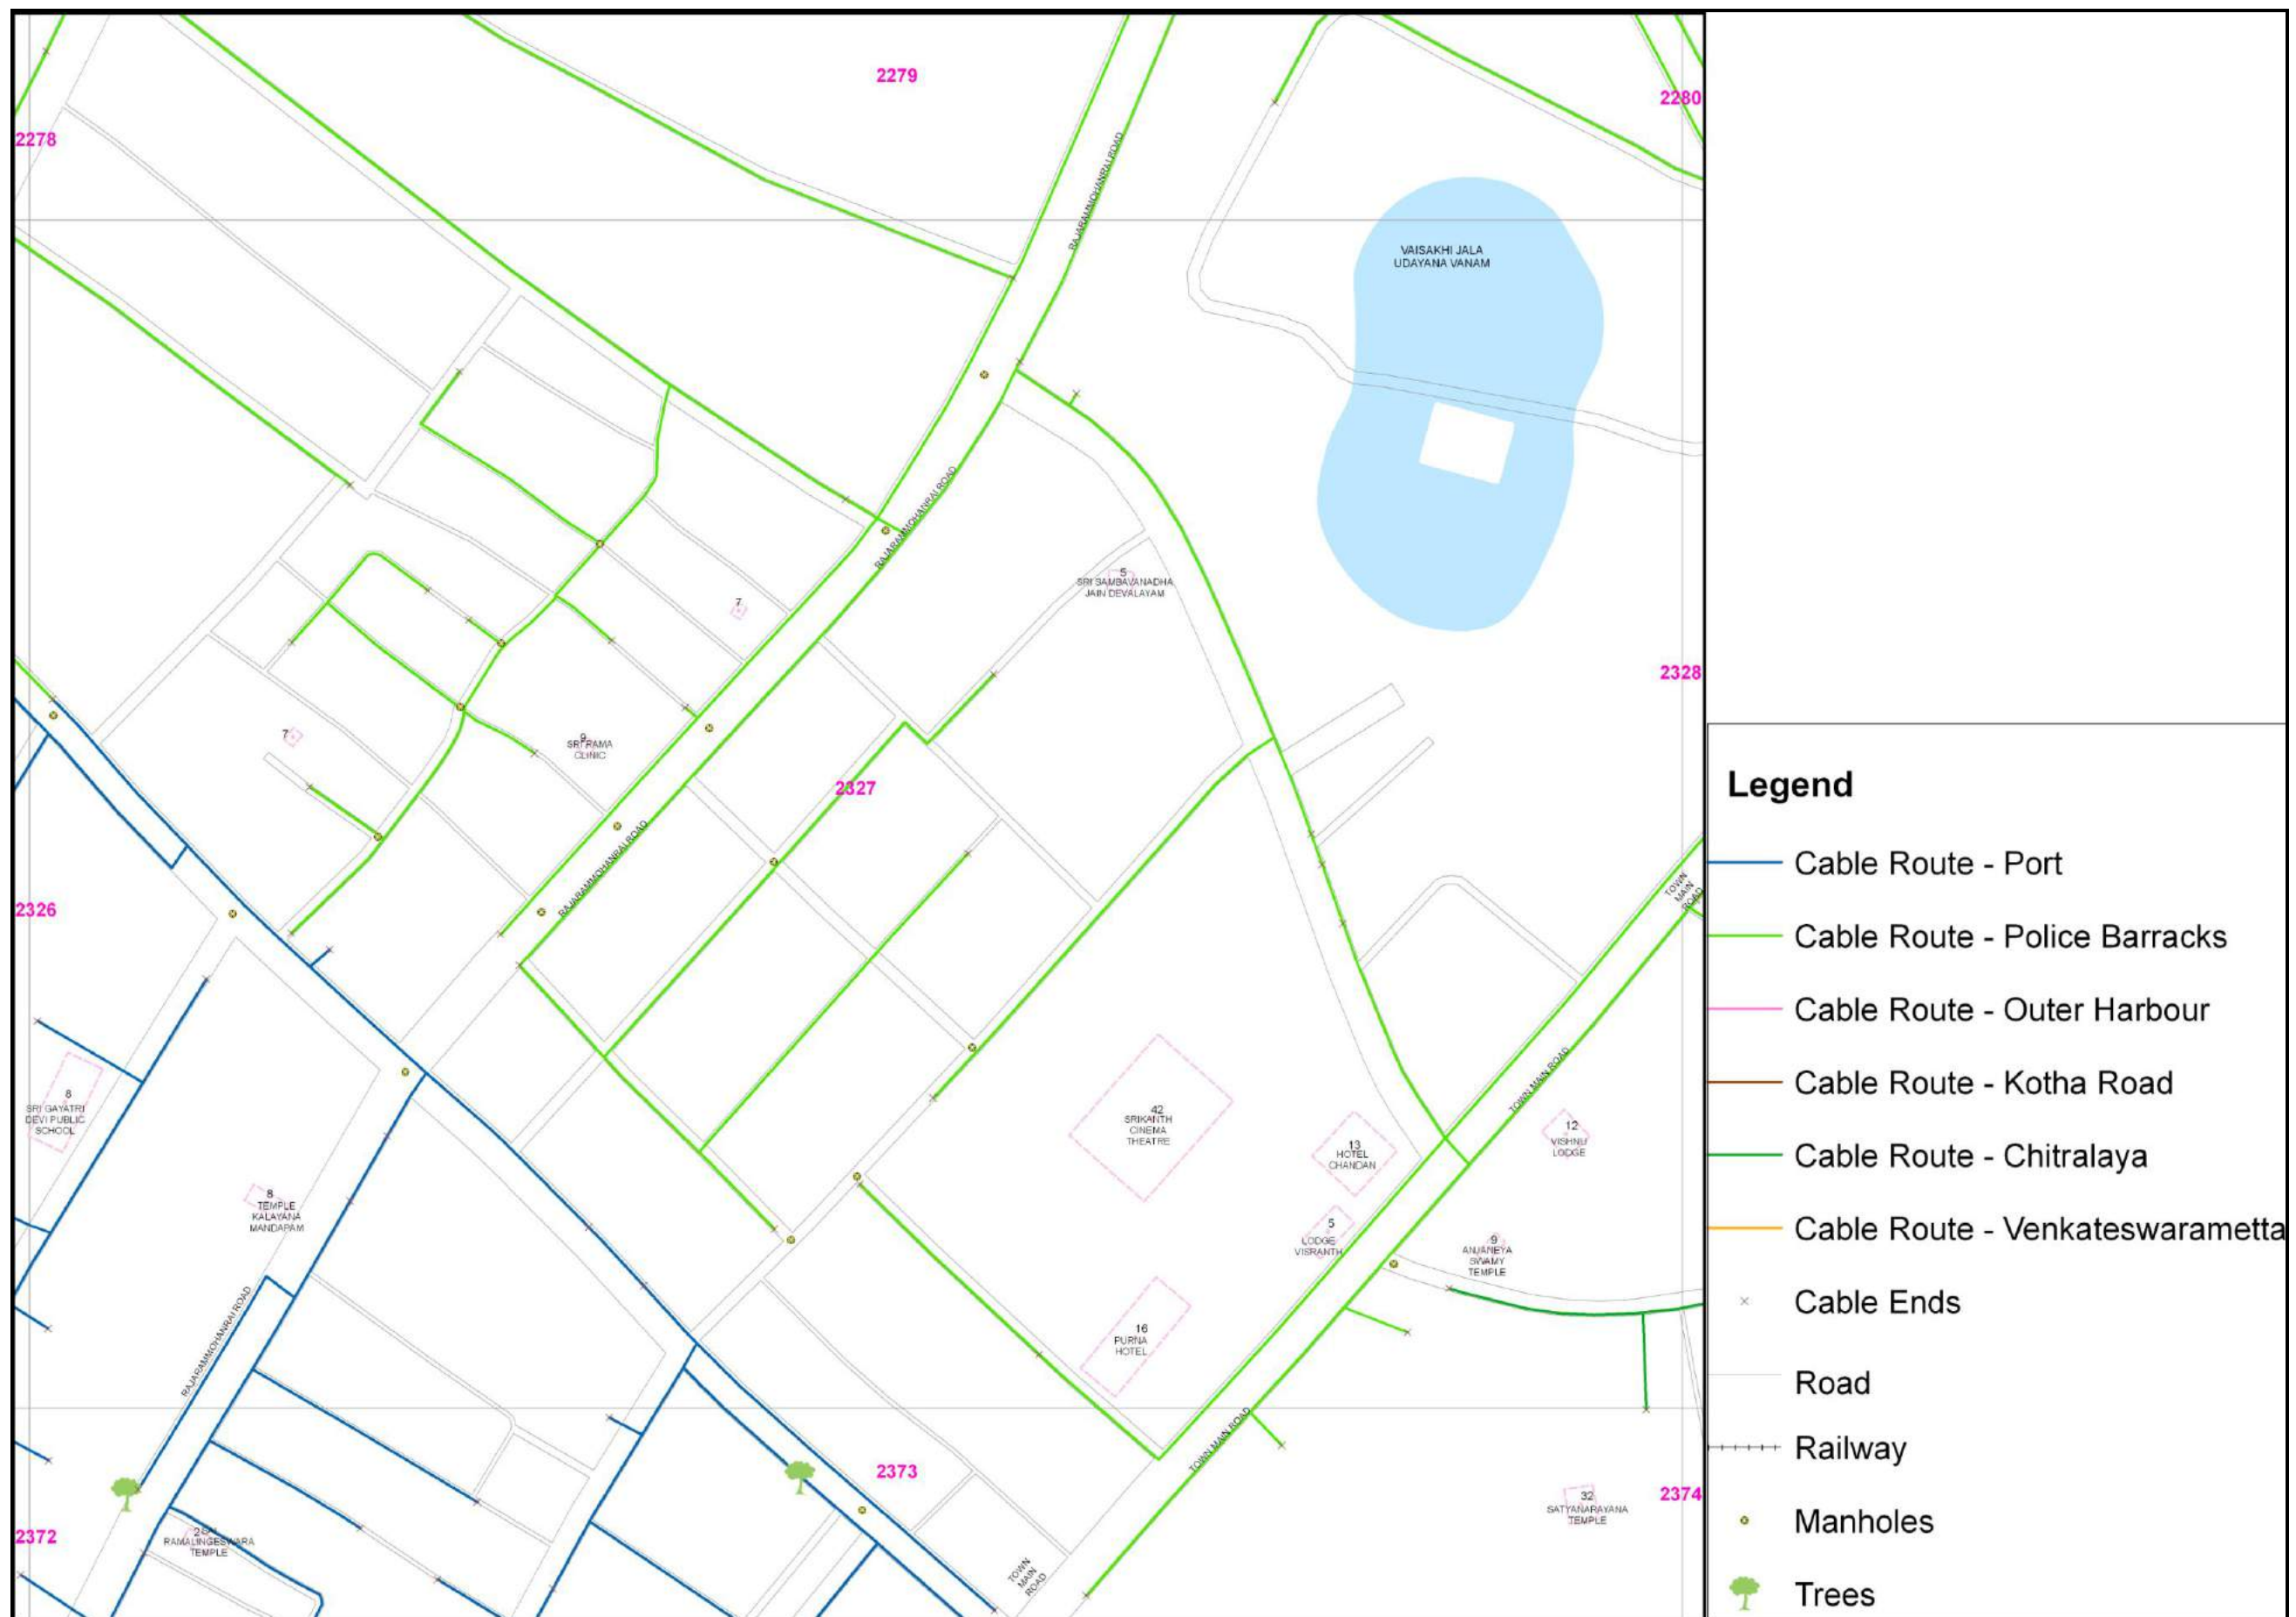 2279
2280
2278
RAJARAMMOHANRAI ROAD
VAISAKHI JALA
UDAYANA VANAM
RAJARAMMOHANRAI ROAD
5
SRI SAMBAVANADHA
JAIN DEVALAYAM
7
2328
7
9
SRI RAMA
CLINIC
2327
RAJARAMMOHANRAI ROAD
TOWN
MAIN
ROAD
2326
TOWN MAIN ROAD
8
SRI GAYATRI
DEVI PUBLIC
SCHOOL
42
SRIKANTH
CINEMA
THEATRE
13
HOTEL
CHANDAN
12
VISHNU
LODGE
8
TEMPLE
KALAYANA
MANDAPAM
5
LODGE
VISRANTH
9
ANJANEYA
SWAMY
TEMPLE
RAJARAMMOHANRAI ROAD
16
PURNA
HOTEL
TOWN MAIN ROAD
2373
2374
32
SATYANARAYANA
TEMPLE
2372
RAMALINGESWARA
TEMPLE
TOWN
MAIN
ROAD
Legend
Cable Route - Port
Cable Route - Police Barracks
Cable Route - Outer Harbour
Cable Route - Kotha Road
Cable Route - Chitralaya
Cable Route - Venkateswarametta
Cable Ends
Road
Railway
Manholes
Trees